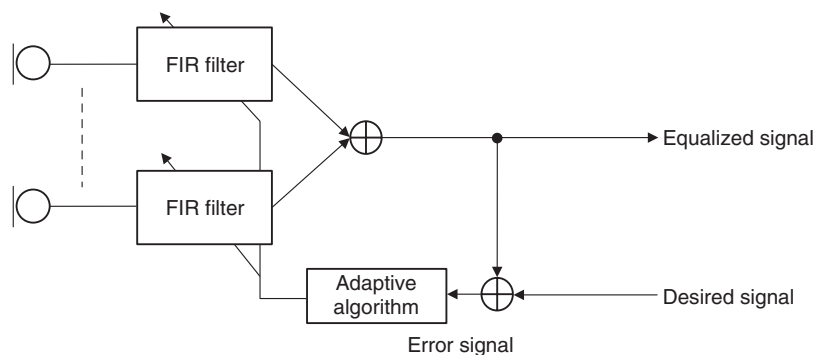 FIR filter
Equalized signal
FIR filter
Adaptive
algorithm
Desired signal
Error signal